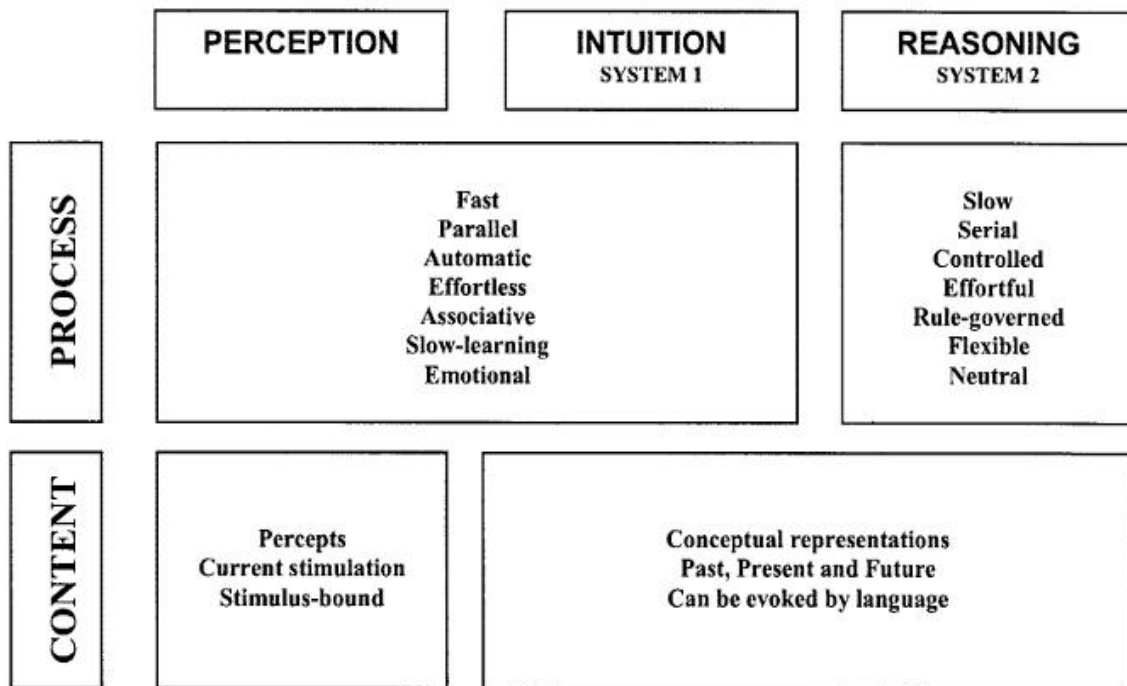 PERCEPTION
INTUITION
SYSTEM 1
REASONING
SYSTEM 2
PROCESS
Fast
Parallel
Automatic
Effortless
Associative
Slow-learning
Emotional
Slow
Serial
Controlled
Effortful
Rule-governed
Flexible
Neutral
CONTENT
Percepts
Current stimulation
Stimulus-bound
Conceptual representations
Past, Present and Future
Can be evoked by language